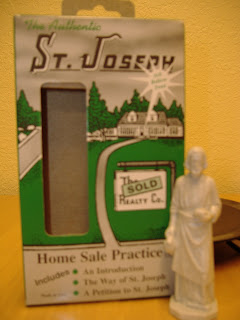 The Authentic
ST. JOSEPH
The
SOLD
REALTY CO.
Home Sale Practice
Includes
An Introduction
The Way of St. Joseph
A Petition to St. Joseph